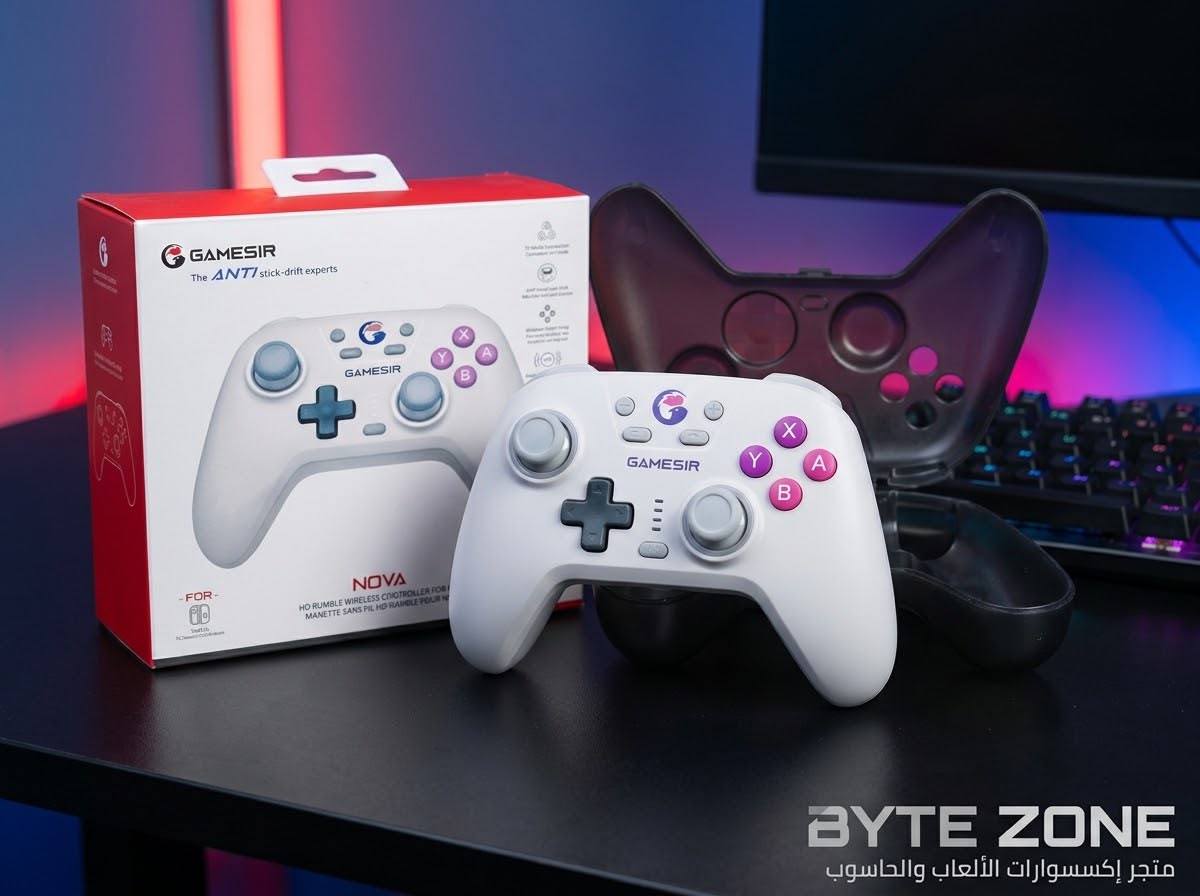 GAMESIR
The ANTI stick-drift experts
GAMESIR
X
Y
A
B
- FOR -
NOVA
HD RUMBLE WIRELESS CONTROLLER FOR
MANETTE SANS FIL HD RUMBLE POUR
GAMESIR
X
Y
A
B
BYTE ZONE
متجر إكسسوارات الألعاب والحاسوب